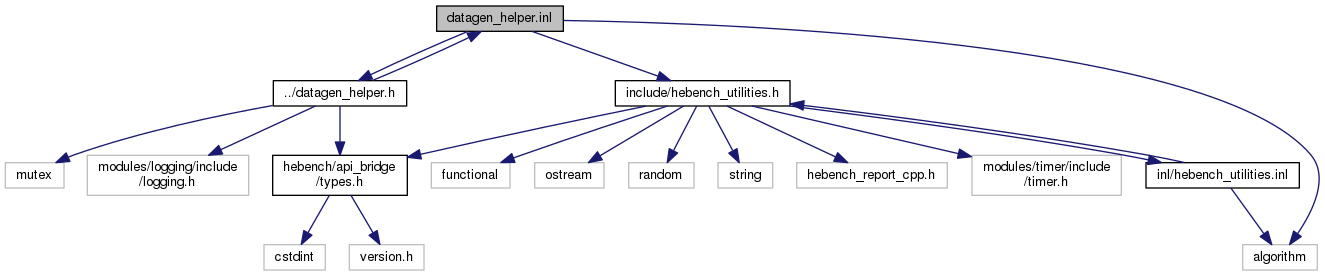 datagen_helper.inl
../datagen_helper.h
include/hebench_utilities.h
mutex
modules/logging/include
/logging.h
hebench/api_bridge
/types.h
functional
ostream
random
string
hebench_report_cpp.h
modules/timer/include
/timer.h
inl/hebench_utilities.inl
cstdint
version.h
algorithm